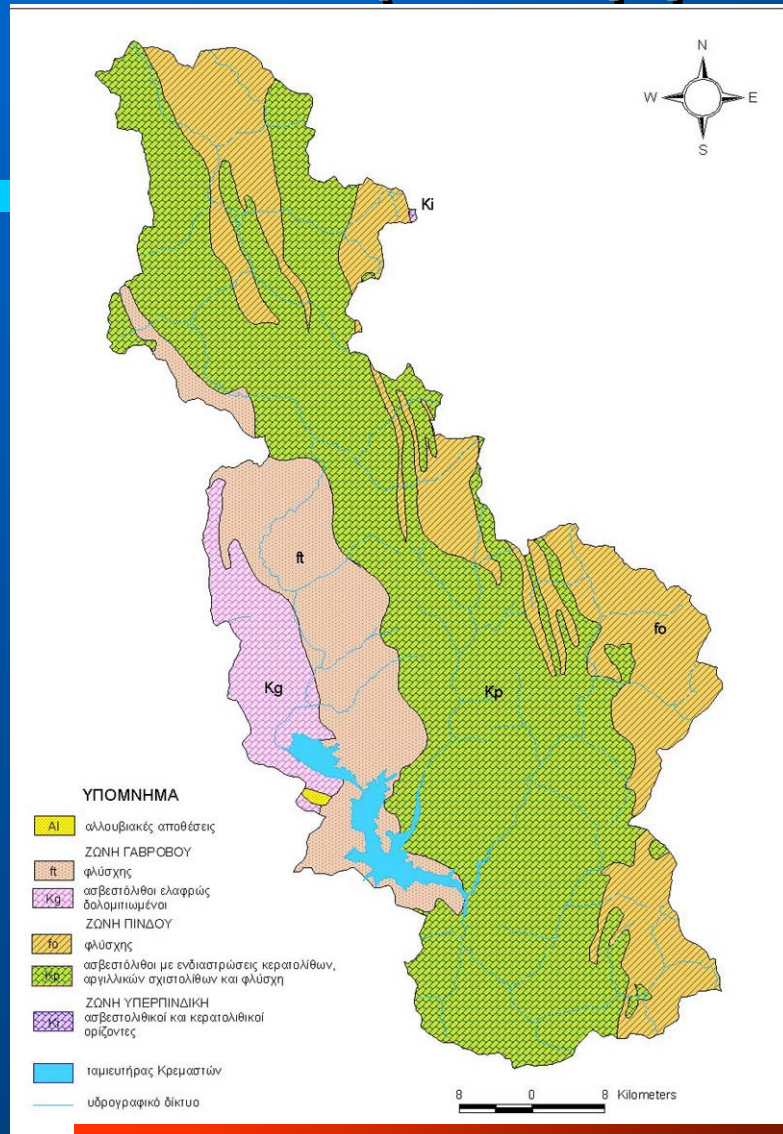 N
W E
S
Ki
ft
fo
Kg
Kp
ΥΠΟΜΝΗΜΑ
Al αλλουβιακές αποθέσεις
ΖΩΝΗ ΓΑΒΡΟΒΟΥ
ft φλύσχης
Kg ασβεστόλιθοι ελαφρώς
δολομιτιωμένοι
ΖΩΝΗ ΠΙΝΔΟΥ
fo φλύσχης
Kp ασβεστόλιθοι με ενδιαστρώσεις κερατολίθων,
αργιλλικών σχιστολίθων και φλύσχη
ΖΩΝΗ ΥΠΕΡΠΙΝΔΙΚΗ
Ki ασβεστολιθικοί και κερατολιθικοί
ορίζοντες
ταμιευτήρας Κρεμαστών
υδρογραφικό δίκτυο
8 0 8 Kilometers